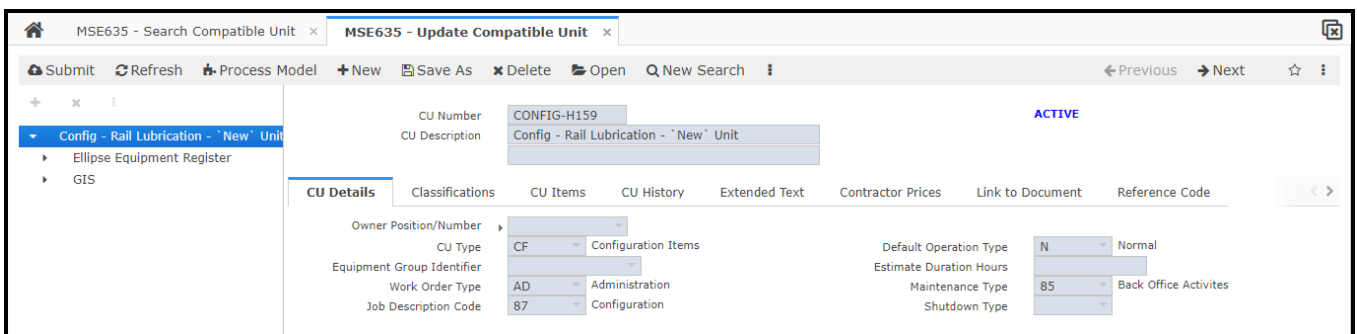 MSE635 - Search Compatible Unit × MSE635 - Update Compatible Unit ×
Submit Refresh Process Model New Save As Delete Open New Search Previous Next
Config - Rail Lubrication - `New` Unit
Ellipse Equipment Register
GIS
CU Number CONFIG-H159 ACTIVE
CU Description Config - Rail Lubrication - `New` Unit
CU Details Classifications CU Items CU History Extended Text Contractor Prices Link to Document Reference Code
Owner Position/Number
CU Type CF Configuration Items Default Operation Type N Normal
Equipment Group Identifier Estimate Duration Hours
Work Order Type AD Administration Maintenance Type 85 Back Office Activites
Job Description Code 87 Configuration Shutdown Type